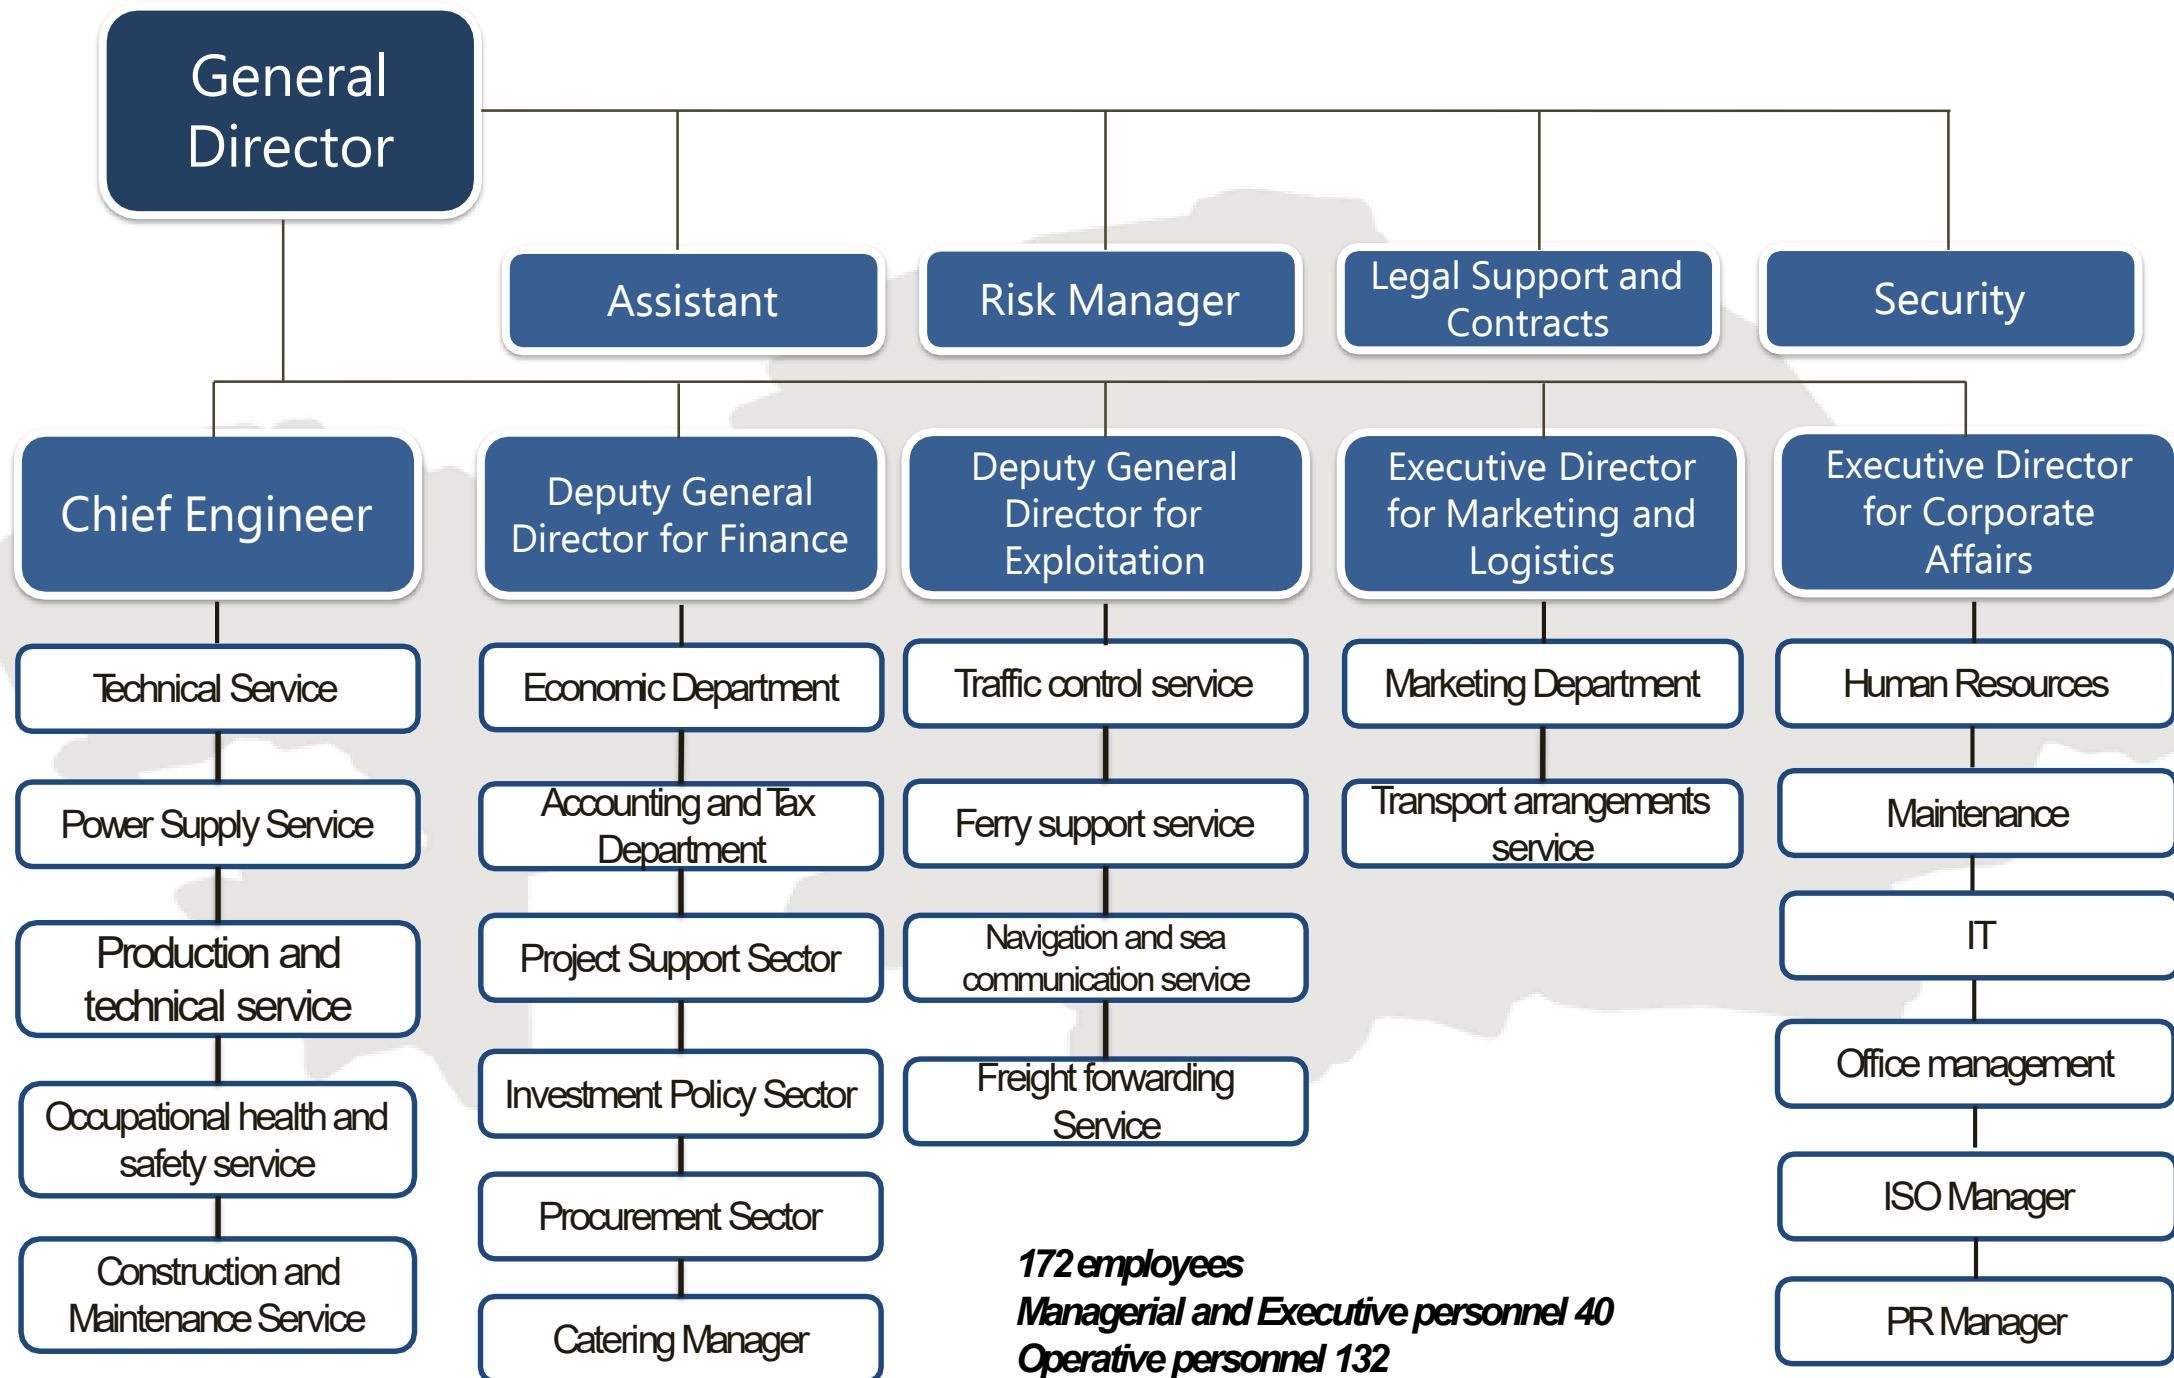 General
Director
Assistant
Risk Manager
Legal Support and
Contracts
Security
Chief Engineer
Deputy General
Director for Finance
Deputy General
Director for
Exploitation
Executive Director
for Marketing and
Logistics
Executive Director
for Corporate
Affairs
Technical Service
Power Supply Service
Production and
technical service
Occupational health and
safety service
Construction and
Maintenance Service
Economic Department
Accounting and Tax
Department
Project Support Sector
Investment Policy Sector
Procurement Sector
Catering Manager
Traffic control service
Ferry support service
Navigation and sea
communication service
Freight forwarding
Service
Marketing Department
Transport arrangements
service
Human Resources
Maintenance
IT
Office management
ISO Manager
PR Manager
172 employees
Managerial and Executive personnel 40
Operative personnel 132